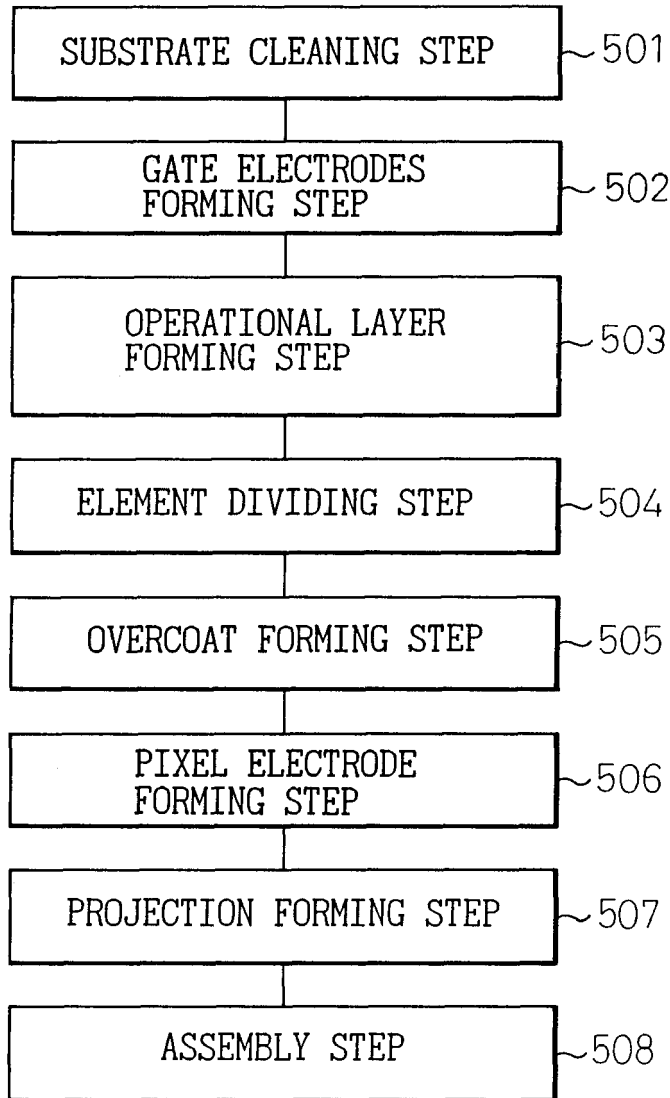 SUBSTRATE CLEANING STEP 501
GATE ELECTRODES
FORMING STEP 502
OPERATIONAL LAYER
FORMING STEP 503
ELEMENT DIVIDING STEP 504
OVERCOAT FORMING STEP 505
PIXEL ELECTRODE
FORMING STEP 506
PROJECTION FORMING STEP 507
ASSEMBLY STEP 508